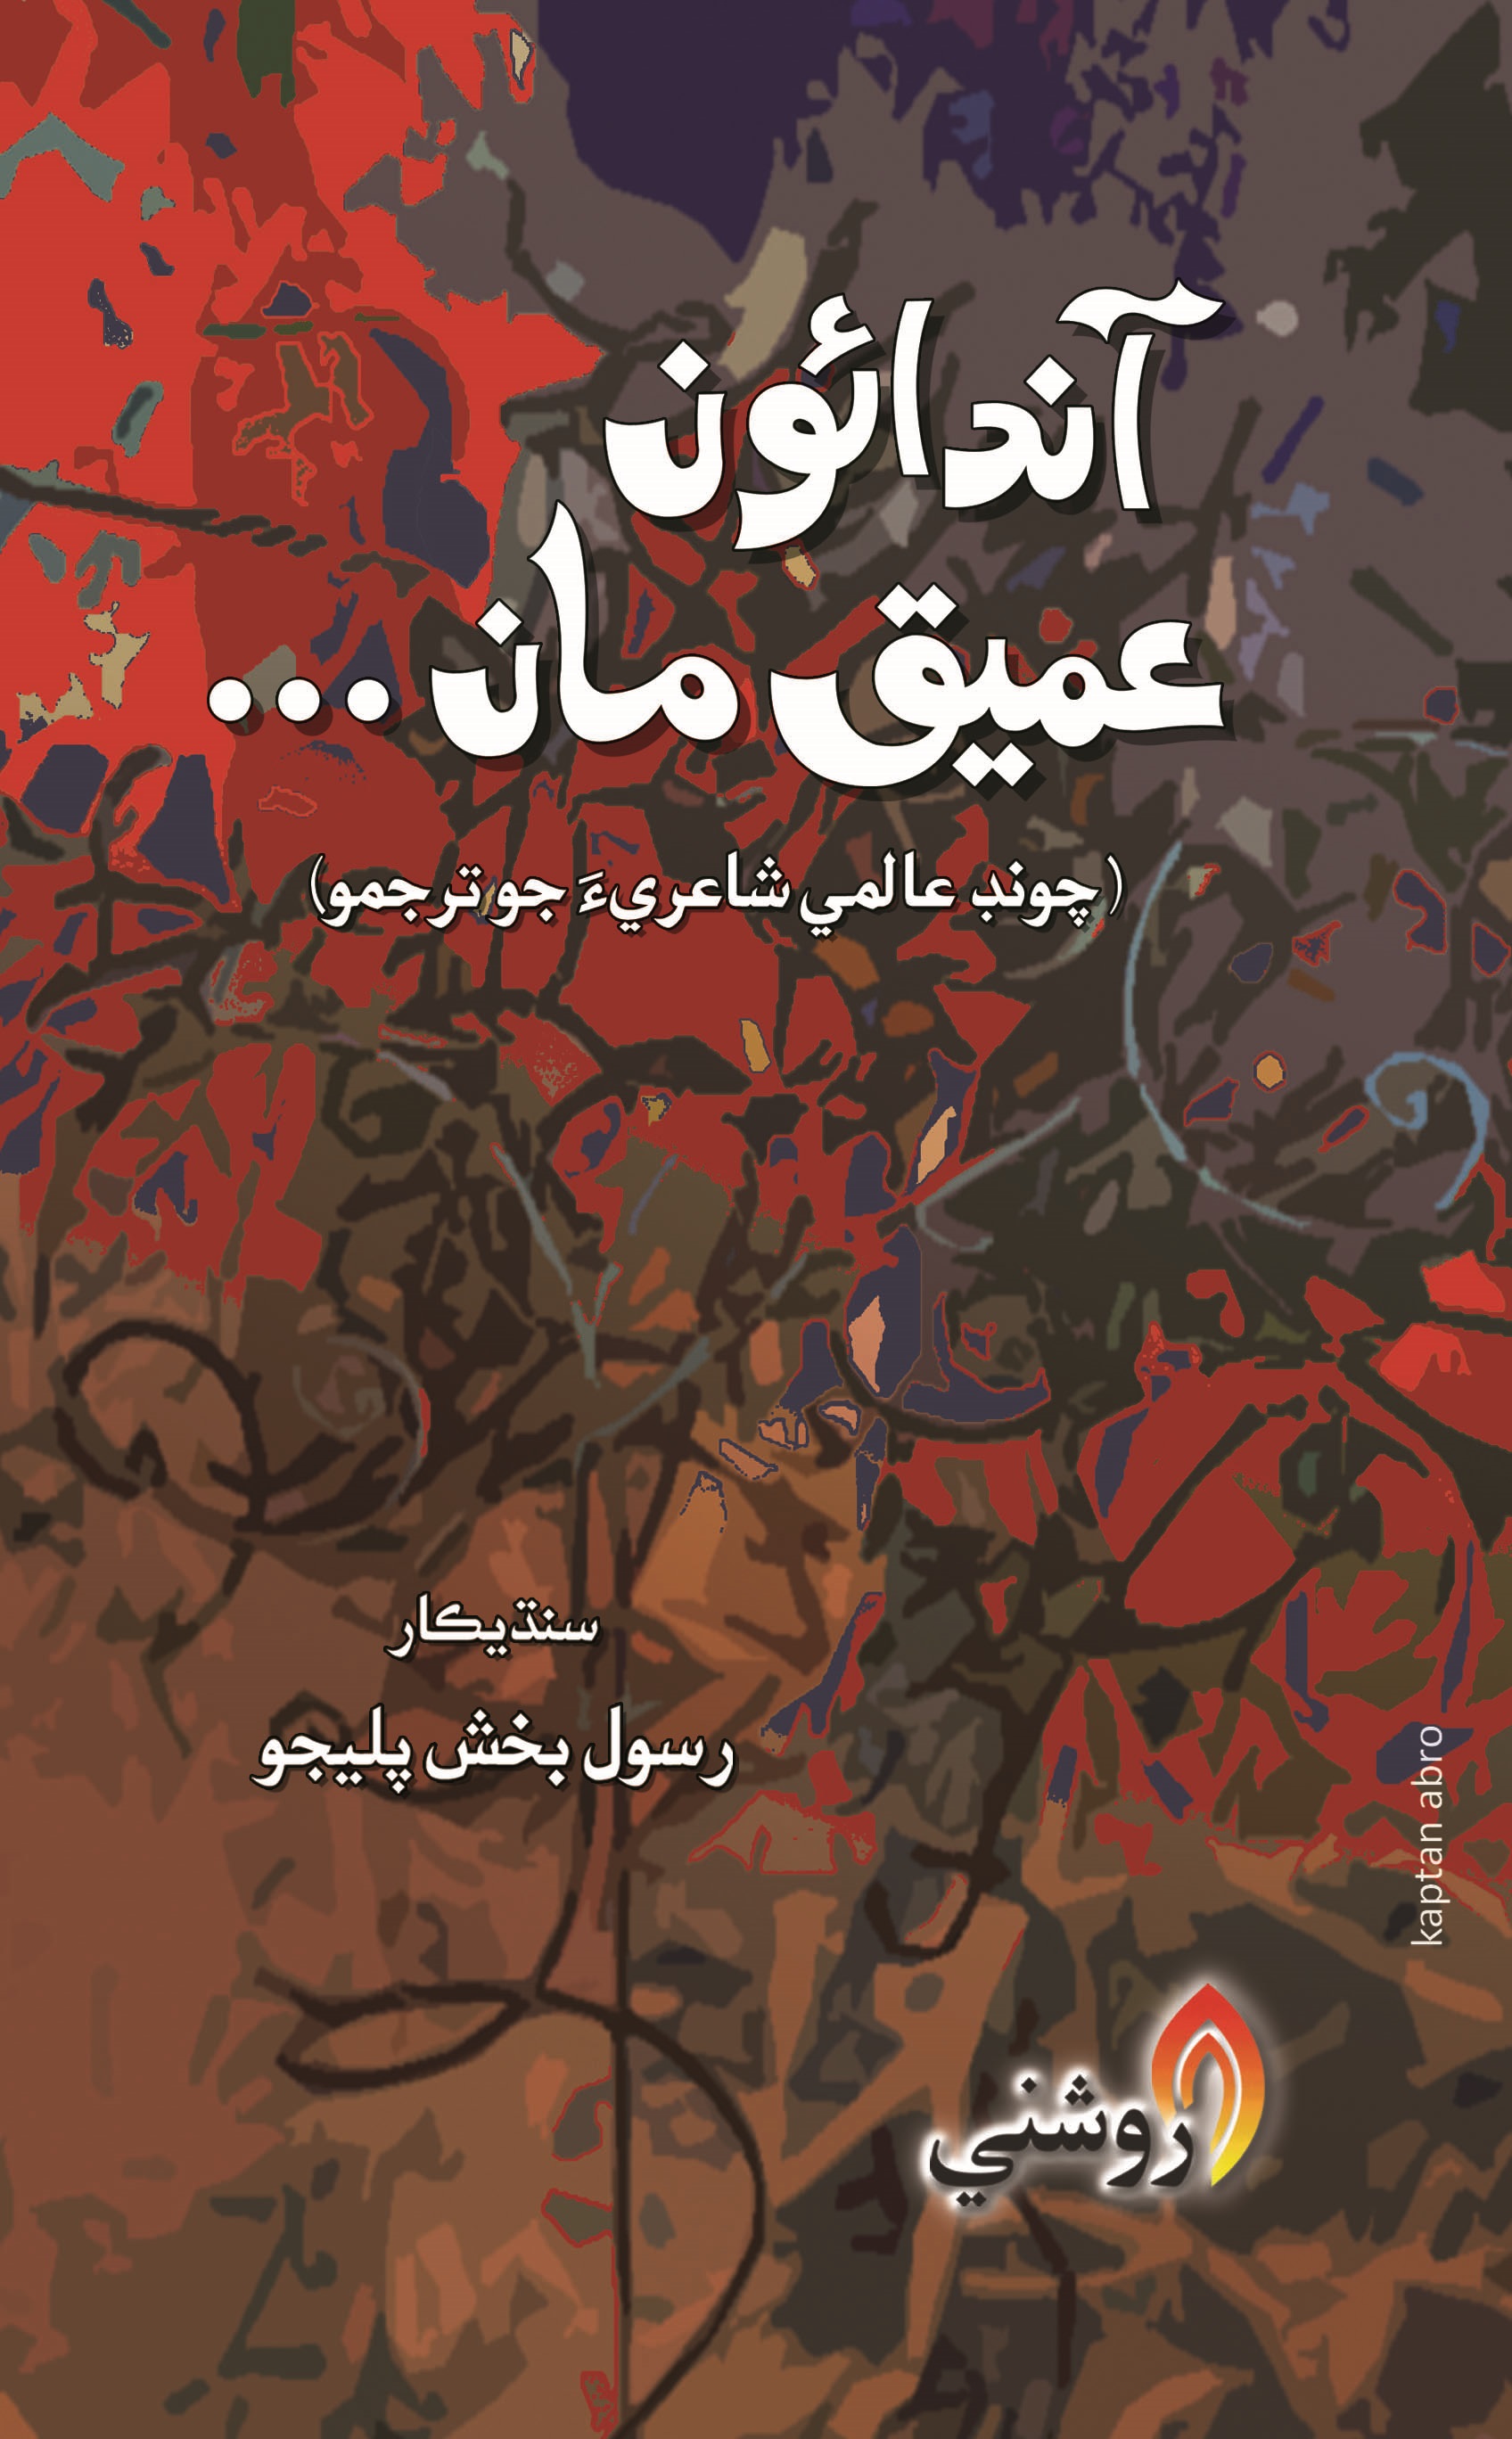 آندائون
عميق مان ...
(چونڊ عالمي شاعريءَ جو ترجمو)
سنڌيڪار
رسول بخش پليجو
kaptan abro
روشني